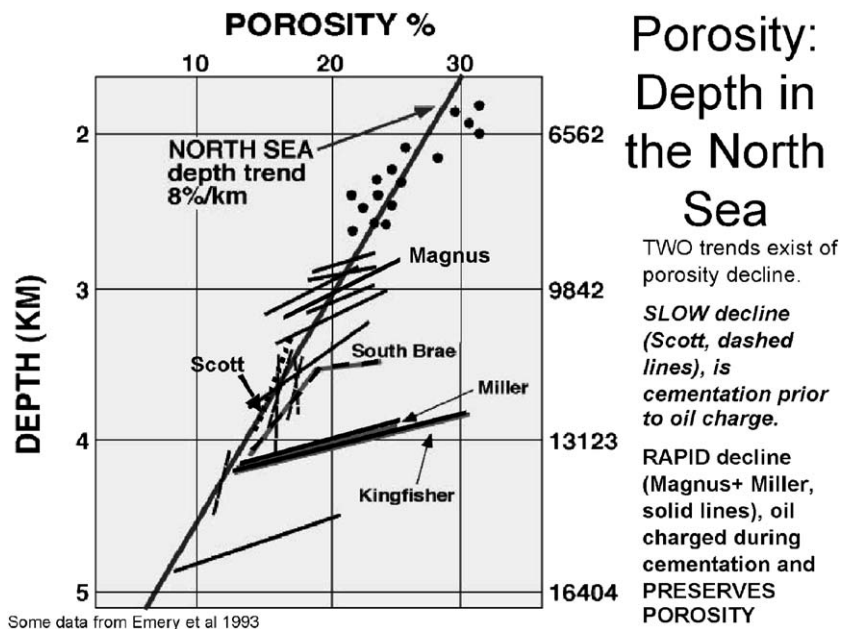 POROSITY %
10 20 30
DEPTH (KM)
2
3
4
5
6562
9842
13123
16404
NORTH SEA
depth trend
8%/km
Magnus
South Brae
Scott
Miller
Kingfisher
Some data from Emery et al 1993
Porosity:
Depth in
the North
Sea
TWO trends exist of
porosity decline.
SLOW decline
(Scott, dashed
lines), is
cementation prior
to oil charge.
RAPID decline
(Magnus+ Miller,
solid lines), oil
charged during
cementation and
PRESERVES
POROSITY